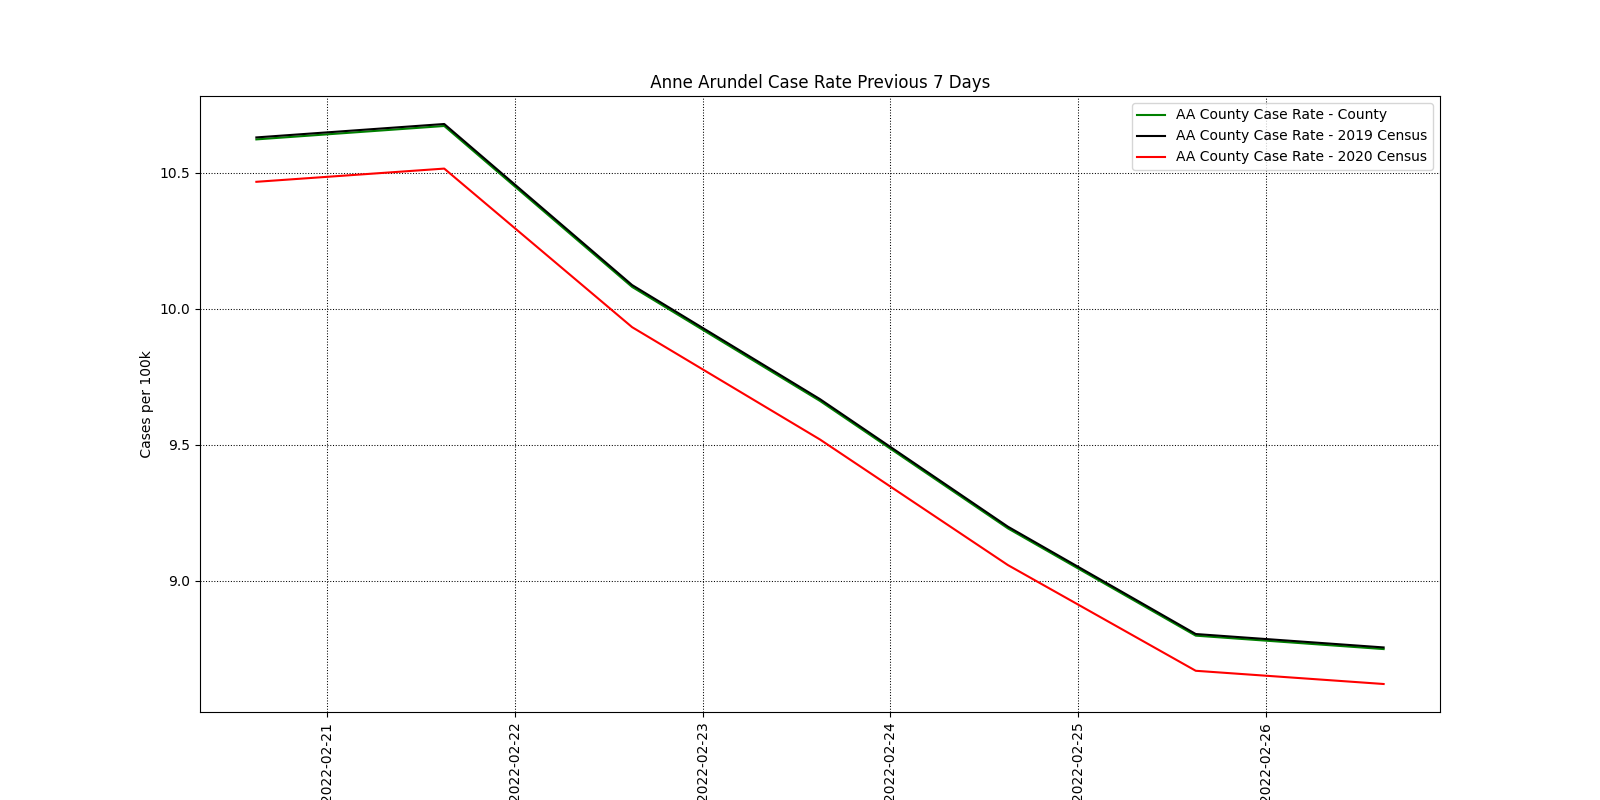 Anne Arundel Case Rate Previous 7 Days
AA County Case Rate - County
AA County Case Rate - 2019 Census
AA County Case Rate - 2020 Census
10.5
10.0
9.5
9.0
Cases per 100k
2022-02-21
2022-02-22
2022-02-23
2022-02-24
2022-02-25
2022-02-26